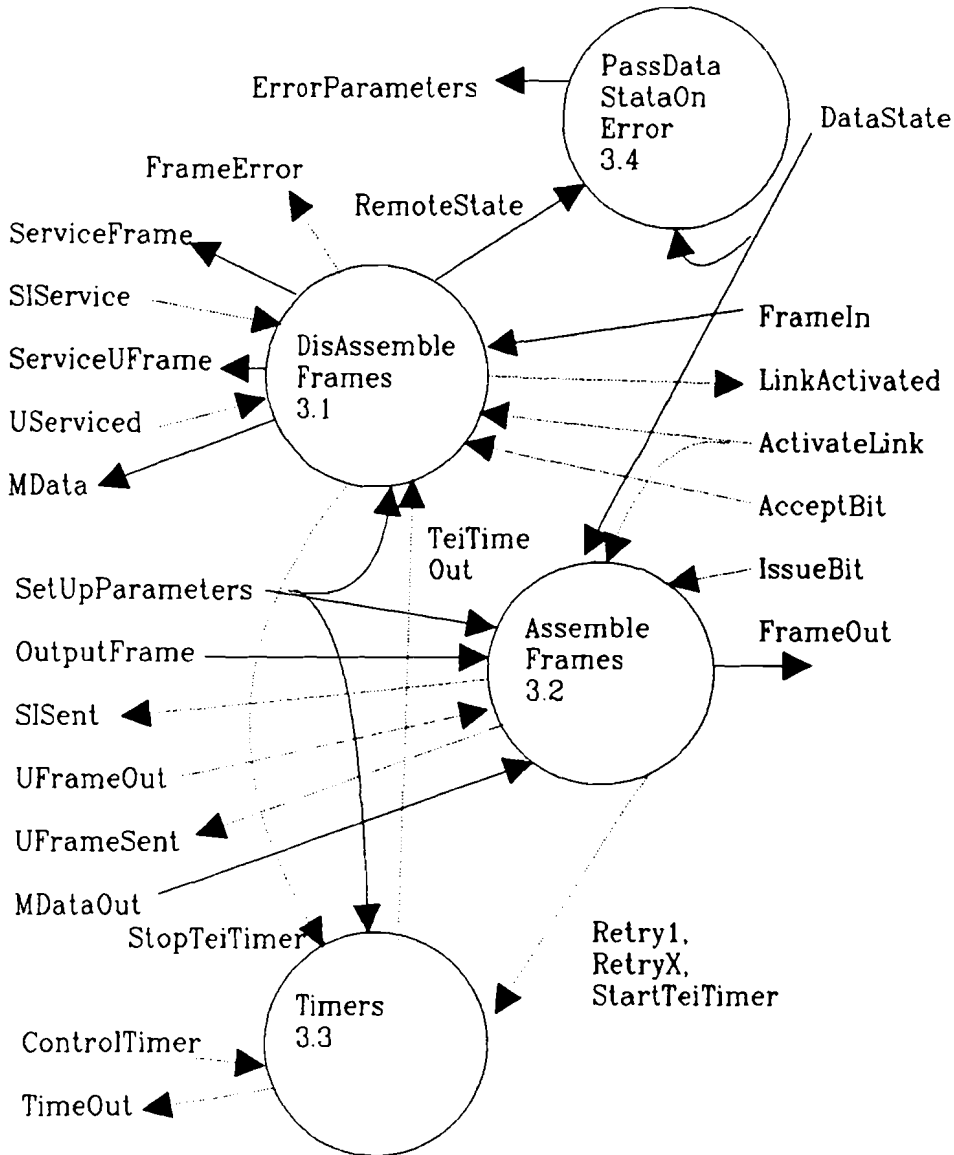 PassData
StataOn
Error
3.4
ErrorParameters
DataState
FrameError
RemoteState
ServiceFrame
SIService
ServiceUFrame
UServiced
MData
DisAssemble
Frames
3.1
FrameIn
LinkActivated
ActivateLink
AcceptBit
TeiTime
Out
IssueBit
SetUpParameters
OutputFrame
SISent
UFrameOut
UFrameSent
MDataOut
Assemble
Frames
3.2
FrameOut
StopTeiTimer
Retry1,
RetryX,
StartTeiTimer
Timers
3.3
ControlTimer
TimeOut